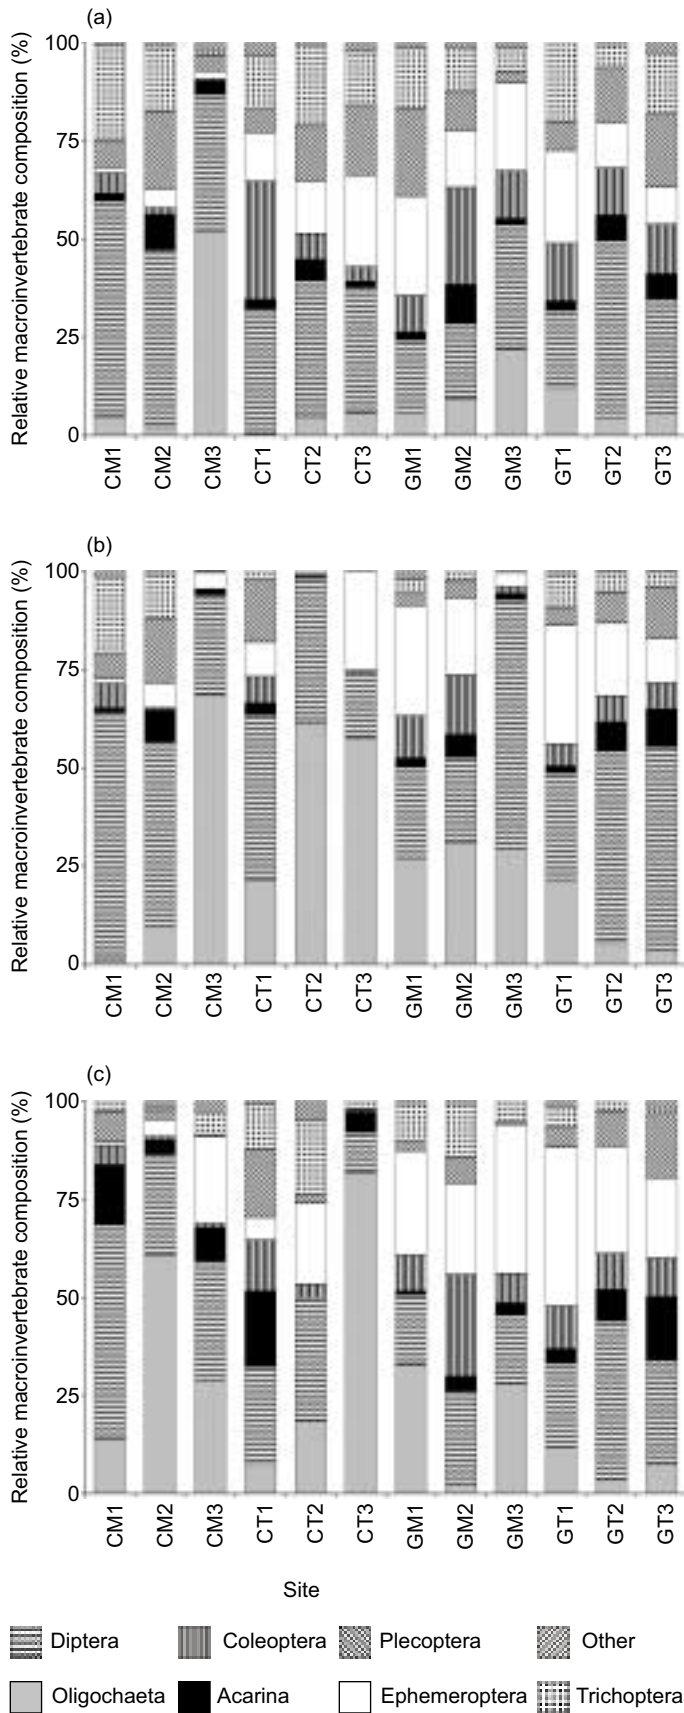 (a)
Relative macroinvertebrate composition (%)
100
75
50
25
0
CM1 CM2 CM3 CT1 CT2 CT3 GM1 GM2 GM3 GT1 GT2 GT3
(b)
Relative macroinvertebrate composition (%)
100
75
50
25
0
CM1 CM2 CM3 CT1 CT2 CT3 GM1 GM2 GM3 GT1 GT2 GT3
(c)
Relative macroinvertebrate composition (%)
100
75
50
25
0
CM1 CM2 CM3 CT1 CT2 CT3 GM1 GM2 GM3 GT1 GT2 GT3
Site
Diptera Coleoptera Plecoptera Other
Oligochaeta Acarina Ephemeroptera Trichoptera